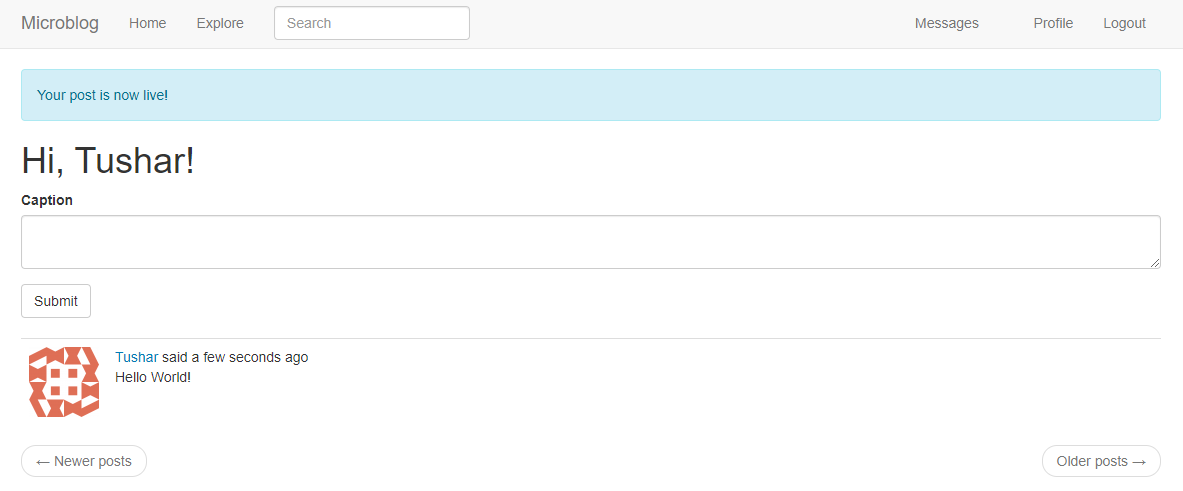 Microblog Home Explore Search Messages Profile Logout
Your post is now live!
Hi, Tushar!
Caption
Submit
Tushar said a few seconds ago
Hello World!
← Newer posts Older posts →